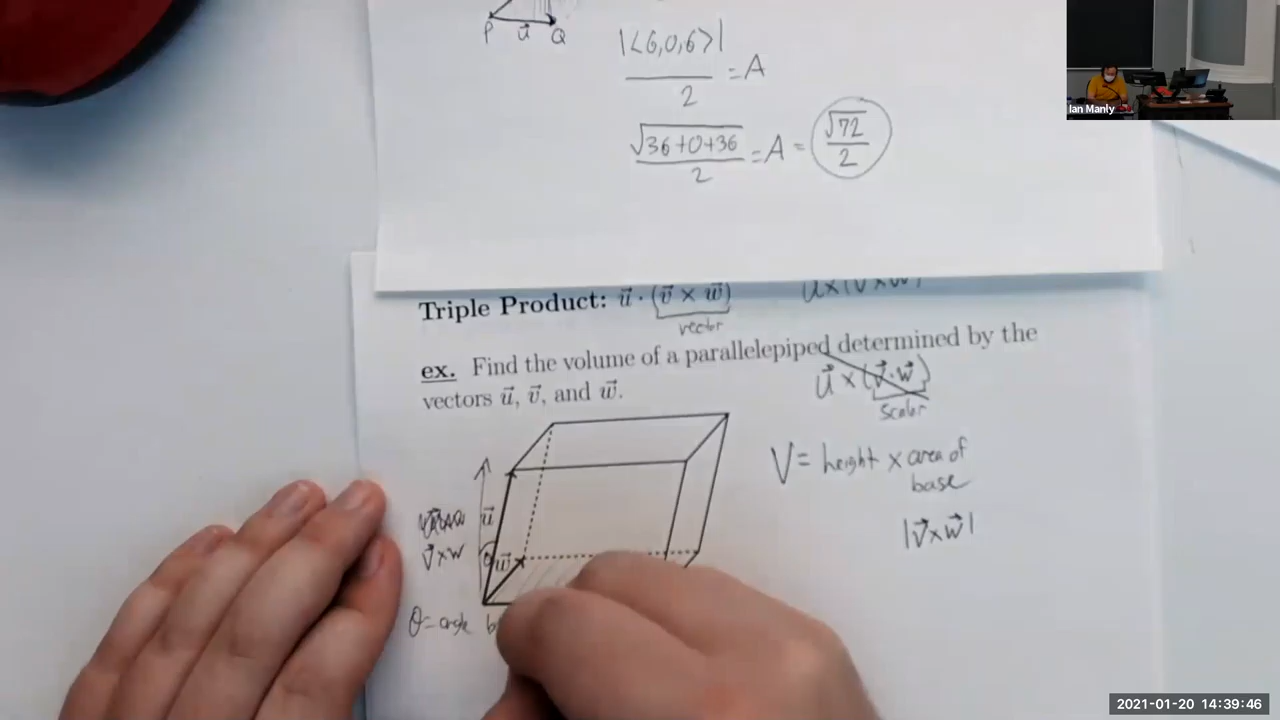 P u⃗ Q
|<6,0,6>|
2
=A
√36+0+36
2
=A=
√72
2
Ian Manly
Triple Product: u⃗ · (v⃗ × w⃗)
vector
ex. Find the volume of a parallelepiped determined by the
vectors u⃗, v⃗, and w⃗.
u⃗ × (v⃗·w⃗)
scalar
V= height × area of
base
|v⃗×w⃗|
u⃗
v⃗×w
θ
w⃗
θ=angle
2021-01-20 14:39:46